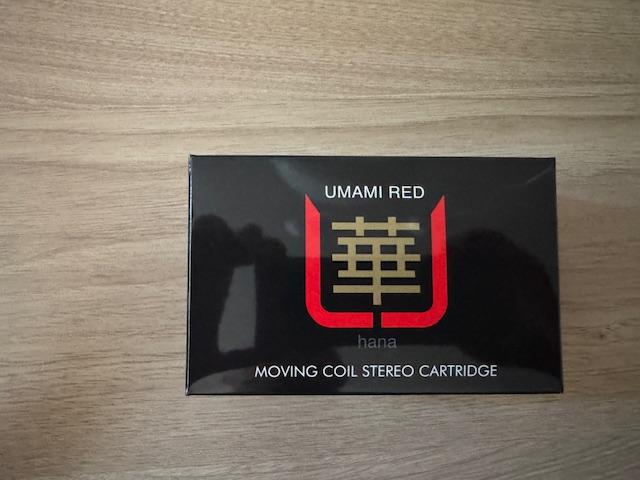 UMAMI RED
華
hana
MOVING COIL STEREO CARTRIDGE